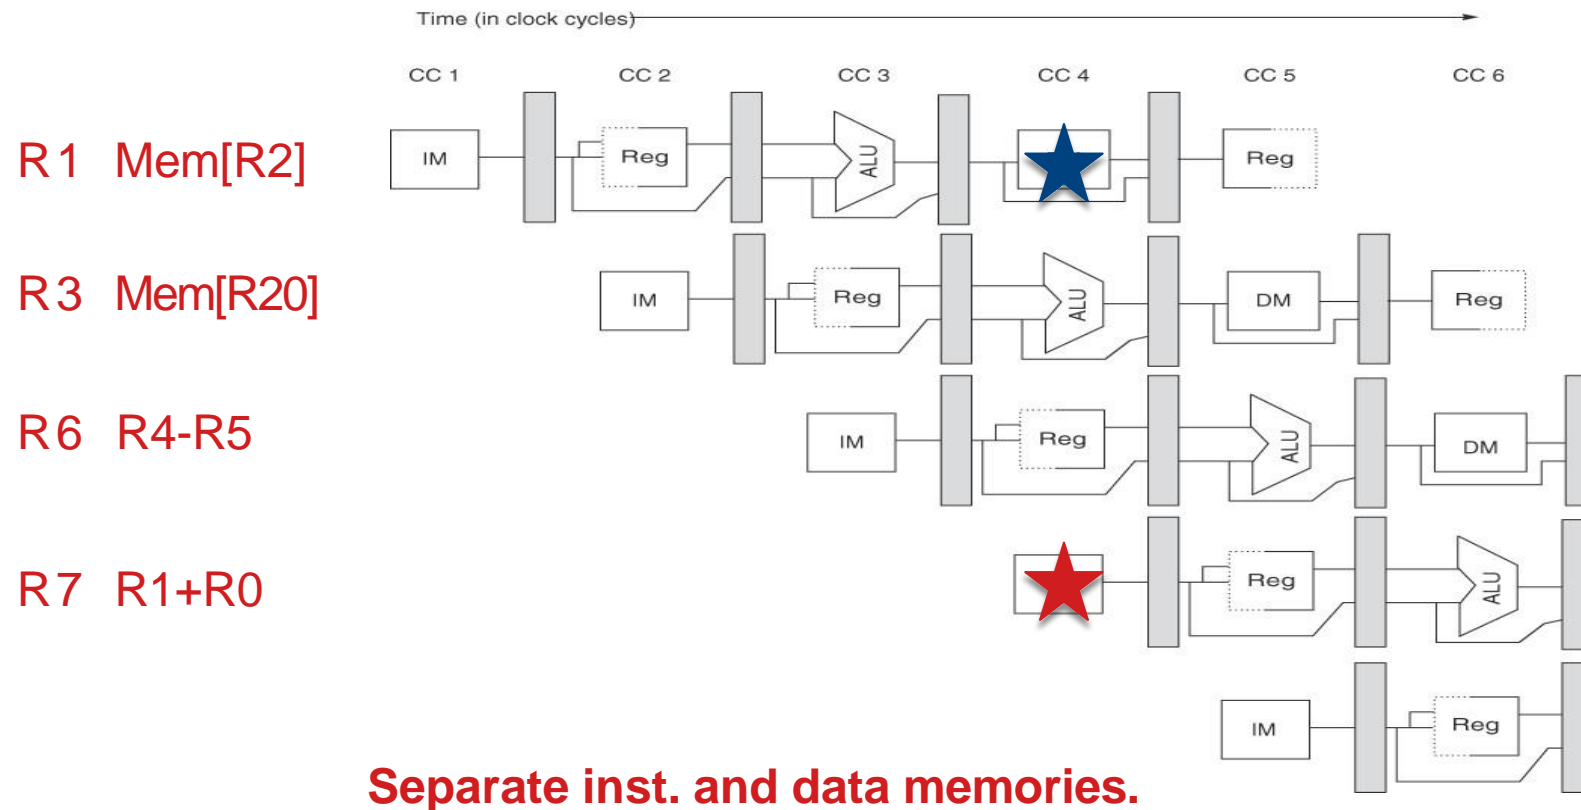 Time (in clock cycles)
CC 1 CC 2 CC 3 CC 4 CC 5 CC 6
R1 Mem[R2] IM Reg ALU Reg
R3 Mem[R20] IM Reg ALU DM Reg
R6 R4-R5 IM Reg ALU DM
R7 R1+R0 Reg ALU
IM Reg
Separate inst. and data memories.